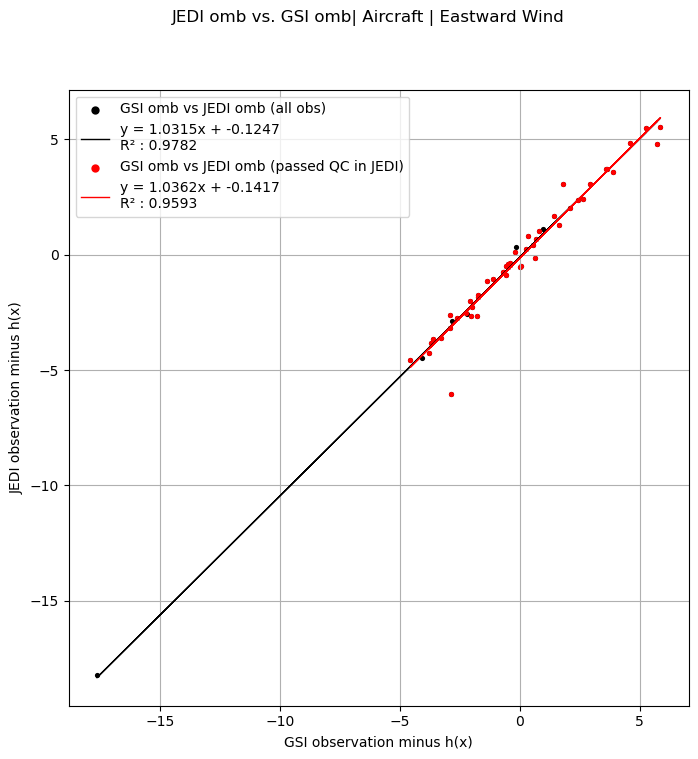 JEDI omb vs. GSI omb| Aircraft | Eastward Wind
GSI omb vs JEDI omb (all obs)
y = 1.0315x + -0.1247
R² : 0.9782
GSI omb vs JEDI omb (passed QC in JEDI)
y = 1.0362x + -0.1417
R² : 0.9593
JEDI observation minus h(x)
5
0
−5
−10
−15
−15
−10
−5
0
5
GSI observation minus h(x)